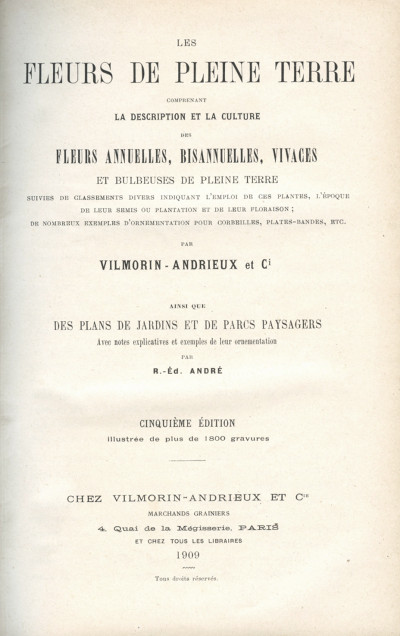 LES
FLEURS DE PLEINE TERRE
COMPRENANT
LA DESCRIPTION ET LA CULTURE
DES
FLEURS ANNUELLES, BISANNUELLES, VIVACES
ET BULBEUSES DE PLEINE TERRE
SUIVIES DE CLASSEMENTS DIVERS INDIQUANT L'EMPLOI DE CES PLANTES, L'ÉPOQUE
DE LEUR SEMIS OU PLANTATION ET DE LEUR FLORAISON ;
DE NOMBREUX EXEMPLES D'ORNEMENTATION POUR CORBEILLES, PLATES-BANDES, ETC.
PAR
VILMORIN-ANDRIEUX et Ci
AINSI QUE
DES PLANS DE JARDINS ET DE PARCS PAYSAGERS
Avec notes explicatives et exemples de leur ornementation
PAR
R.-Éd. ANDRÉ
CINQUIÈME ÉDITION
illustrée de plus de 1800 gravures
CHEZ VILMORIN-ANDRIEUX ET Cie
MARCHANDS GRAINIERS
4, Quai de la Mégisserie, PARIS
ET CHEZ TOUS LES LIBRAIRES
1909
Tous droits réservés.